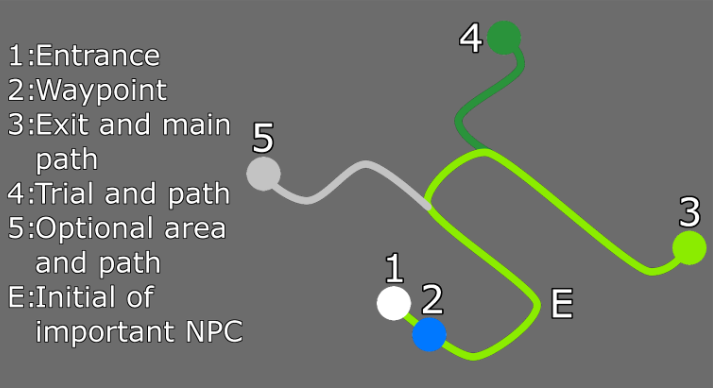 1:Entrance
2:Waypoint
3:Exit and main
path
4:Trial and path
5:Optional area
and path
E:Initial of
important NPC
4
5
3
1
2
E